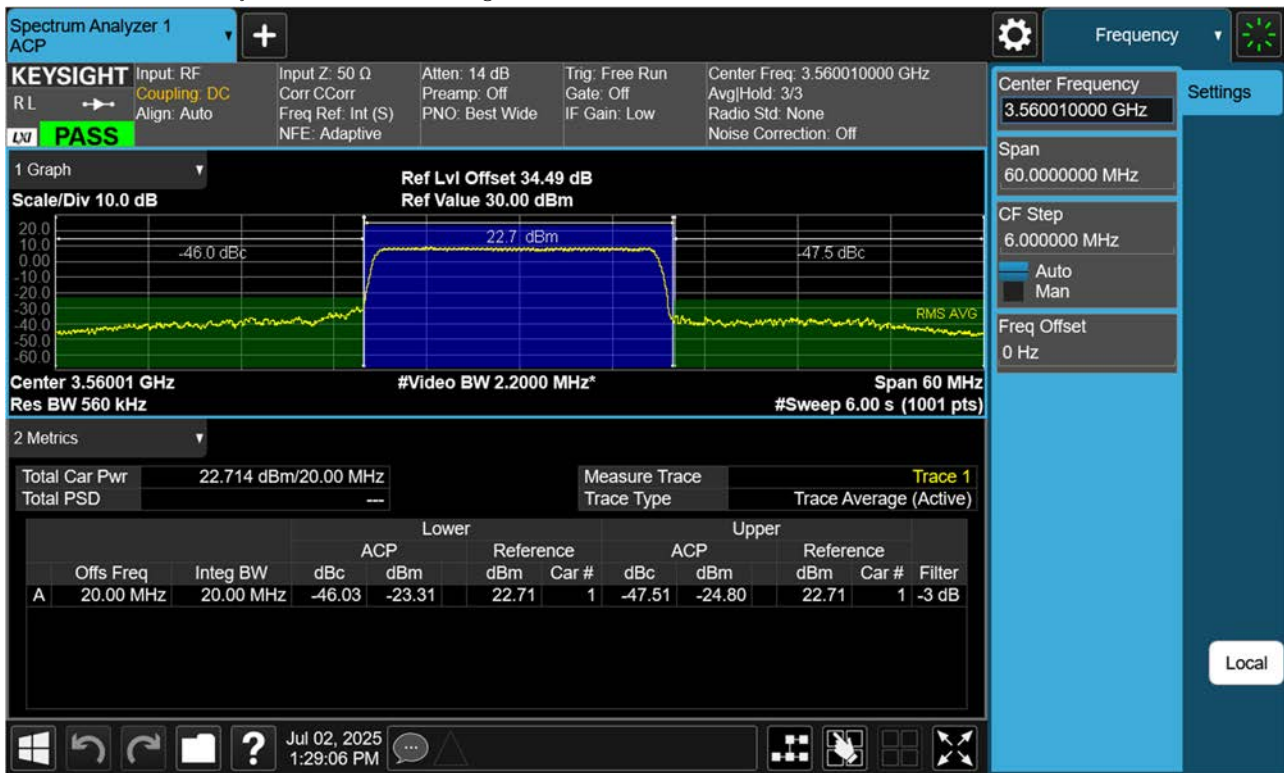 Spectrum Analyzer 1
ACP
Frequency
KEYSIGHT
R L
LXI
PASS
Input: RF
Coupling: DC
Align: Auto
Input Z: 50 Ω
Corr CCorr
Freq Ref: Int (S)
NFE: Adaptive
Atten: 14 dB
Preamp: Off
PNO: Best Wide
Trig: Free Run
Gate: Off
IF Gain: Low
Center Freq: 3.560010000 GHz
Avg|Hold: 3/3
Radio Std: None
Noise Correction: Off
Center Frequency
3.560010000 GHz
Settings
Span
60.0000000 MHz
CF Step
6.000000 MHz
Auto
Man
Freq Offset
0 Hz
Local
1 Graph
Scale/Div 10.0 dB
Ref Lvl Offset 34.49 dB
Ref Value 30.00 dBm
20.0
10.0
0.00
-10.0
-20.0
-30.0
-40.0
-50.0
-60.0
-46.0 dBc
22.7 dBm
-47.5 dBc
RMS AVG
Center 3.56001 GHz
#Video BW 2.2000 MHz*
Span 60 MHz
Res BW 560 kHz
#Sweep 6.00 s (1001 pts)
2 Metrics
Total Car Pwr 22.714 dBm/20.00 MHz
Total PSD ---
Measure Trace Trace 1
Trace Type Trace Average (Active)
Lower Upper
ACP Reference ACP Reference
Offs Freq Integ BW dBc dBm dBm Car # dBc dBm dBm Car # Filter
A 20.00 MHz 20.00 MHz -46.03 -23.31 22.71 1 -47.51 -24.80 22.71 1 -3 dB
?
Jul 02, 2025
1:29:06 PM